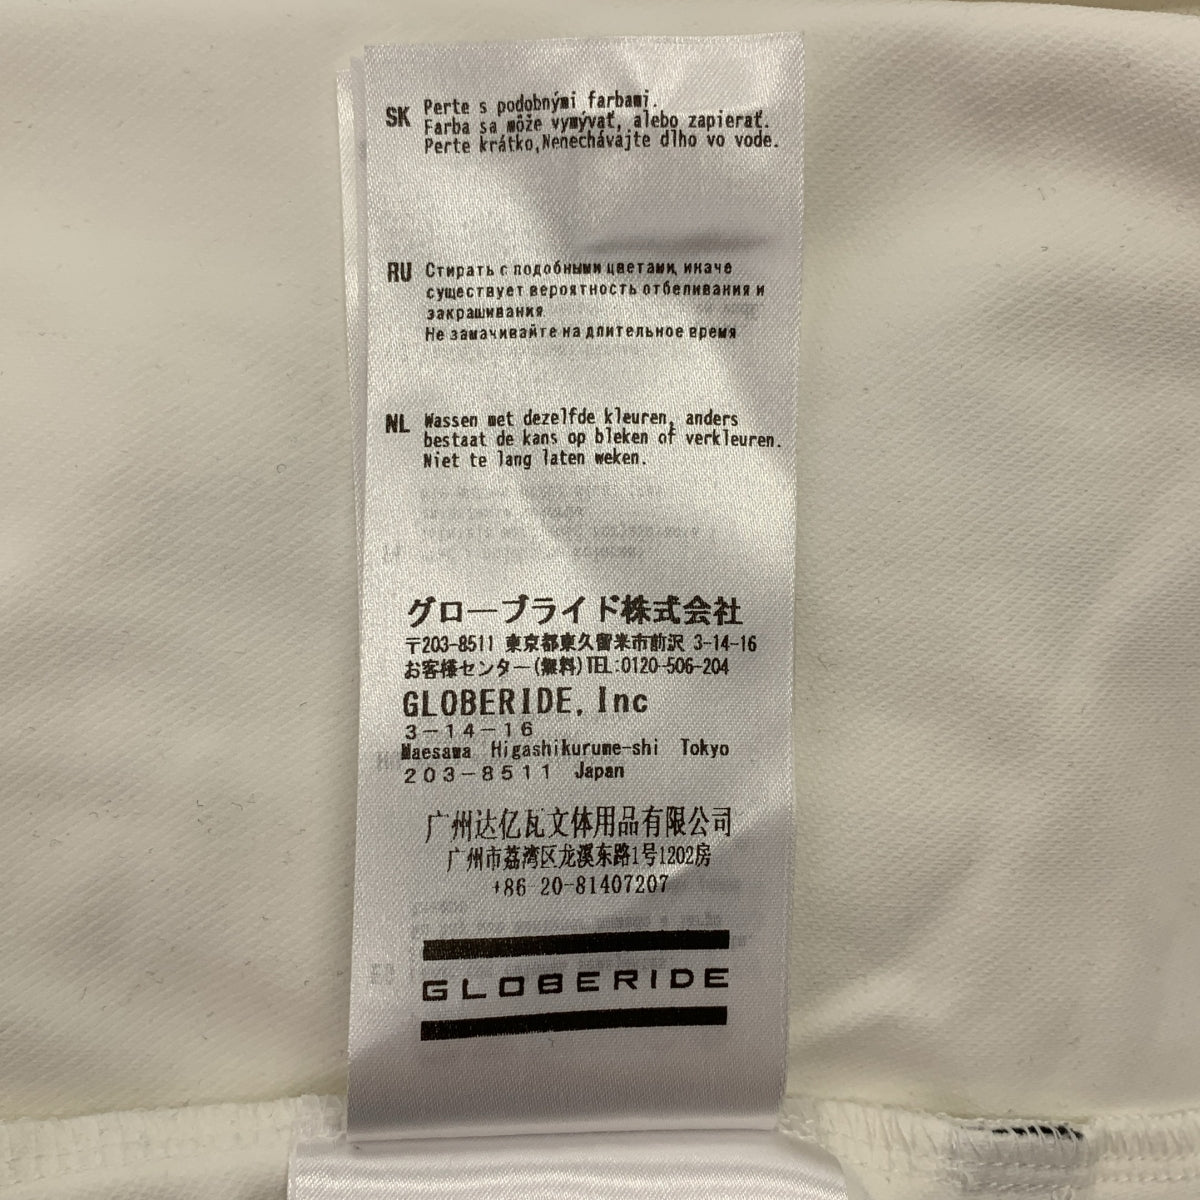 SK Perte s podobnými farbami.
Farba sa môže vymývať, alebo zapierať.
Perte krátko,Nenechávajte dlho vo vode.
RU Стирать с подобными цветами, иначе
существует вероятность отбеливания и
закрашивания
Не замачивайте на длительное время
NL Wassen met dezelfde kleuren, anders
bestaat de kans op bleken of verkleuren.
Niet te lang laten weken.
グローブライド株式会社
〒203-8511 東京都東久留米市前沢 3-14-16
お客様センター(無料)TEL:0120-506-204
GLOBERIDE, Inc
3-14-16
Maesawa Higashikurume-shi Tokyo
203-8511 Japan
广州达亿瓦文体用品有限公司
广州市荔湾区龙溪东路1号1202房
+86 20-81407207
GLOBERIDE